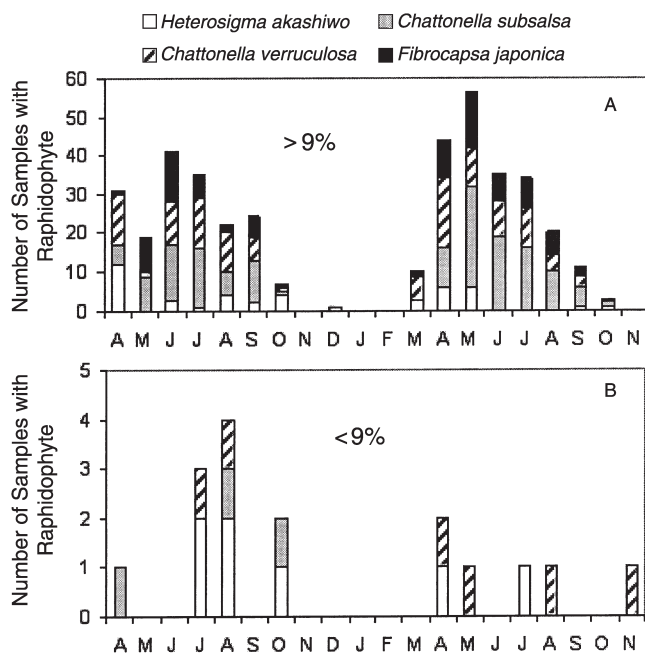 Heterosigma akashiwo Chattonella subsalsa
Chattonella verruculosa Fibrocapsa japonica
Number of Samples with
Raphidophyte
60
50
40
30
20
10
0
A
>9%
A M J J A S O N D J F M A M J J A S O N
Number of Samples with
Raphidophyte
5
4
3
2
1
0
B
<9%
A M J J A S O N D J F M A M J J A S O N